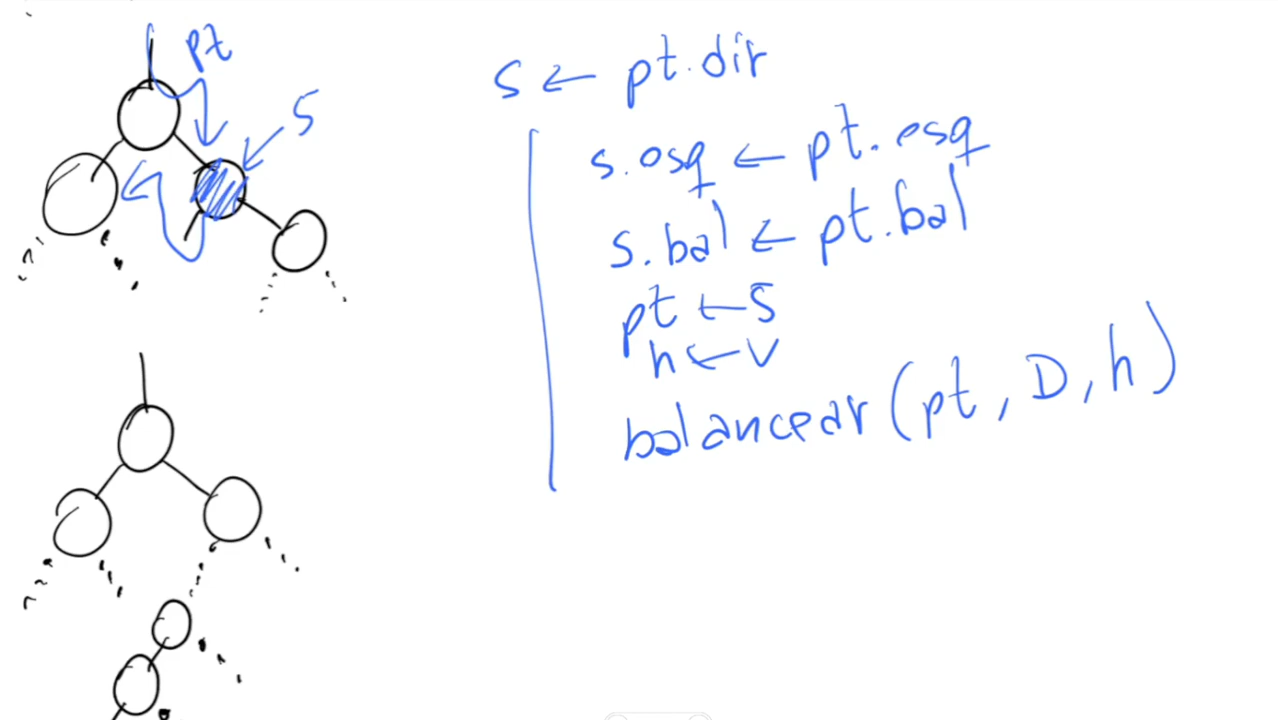 pt
S
S ← pt.dir
s.esq ← pt.esq
s.bal ← pt.bal
pt ← S
h ← V
balancear (pt, D, h)